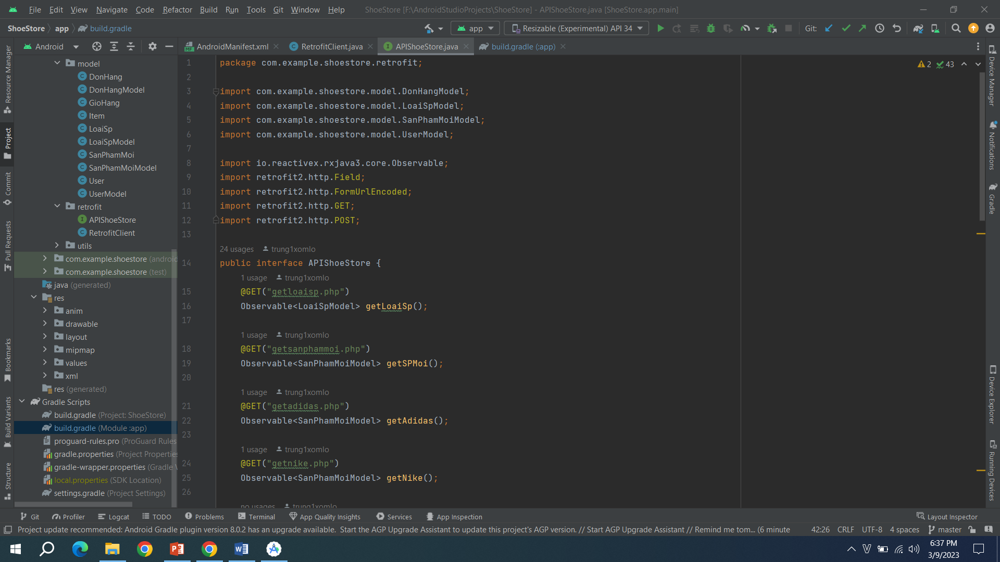 File Edit View Navigate Code Refactor Build Run Tools Git Window Help ShoeStore [F:\AndroidStudioProjects\ShoeStore] - APIShoeStore.java [ShoeStore.app.main]
ShoeStore app build.gradle app Resizable (Experimental) API 34 Git:
Android AndroidManifest.xml RetrofitClient.java APIShoeStore.java build.gradle (:app)
Resource Manager
Project
Commit
Pull Requests
Bookmarks
Build Variants
Structure
model
DonHang
DonHangModel
GioHang
Item
LoaiSp
LoaiSpModel
SanPhamMoi
SanPhamMoiModel
User
UserModel
retrofit
APIShoeStore
RetrofitClient
utils
com.example.shoestore (android
com.example.shoestore (test)
java (generated)
res
anim
drawable
layout
mipmap
values
xml
res (generated)
Gradle Scripts
build.gradle (Project: ShoeStore)
build.gradle (Module :app)
proguard-rules.pro (ProGuard Rules
gradle.properties (Project Properties
gradle-wrapper.properties (Gradle V
local.properties (SDK Location)
settings.gradle (Project Settings)
2 43
1 package com.example.shoestore.retrofit;
2
3 import com.example.shoestore.model.DonHangModel;
4 import com.example.shoestore.model.LoaiSpModel;
5 import com.example.shoestore.model.SanPhamMoiModel;
6 import com.example.shoestore.model.UserModel;
7
8 import io.reactivex.rxjava3.core.Observable;
9 import retrofit2.http.Field;
10 import retrofit2.http.FormUrlEncoded;
11 import retrofit2.http.GET;
12 import retrofit2.http.POST;
13
24 usages trung1xomlo
14 public interface APIShoeStore {
1 usage trung1xomlo
15 @GET("getloaisp.php")
16 Observable<LoaiSpModel> getLoaiSp();
17
1 usage trung1xomlo
18 @GET("getsanphammoi.php")
19 Observable<SanPhamMoiModel> getSPMoi();
20
1 usage trung1xomlo
21 @GET("getadidas.php")
22 Observable<SanPhamMoiModel> getAdidas();
23
1 usage trung1xomlo
24 @GET("getnike.php")
25 Observable<SanPhamMoiModel> getNike();
26
no usages trung1xomlo
Device Manager
Notifications
Gradle
Device Explorer
Running Devices
Git Profiler Logcat TODO Problems Terminal App Quality Insights Services App Inspection Layout Inspector
Project update recommended: Android Gradle plugin version 8.0.2 has an upgrade available. Start the AGP Upgrade Assistant to update this project's AGP version. // Start AGP Upgrade Assistant // Remind me tom... (6 minute 42:26 CRLF UTF-8 4 spaces master
6:37 PM
3/9/2023